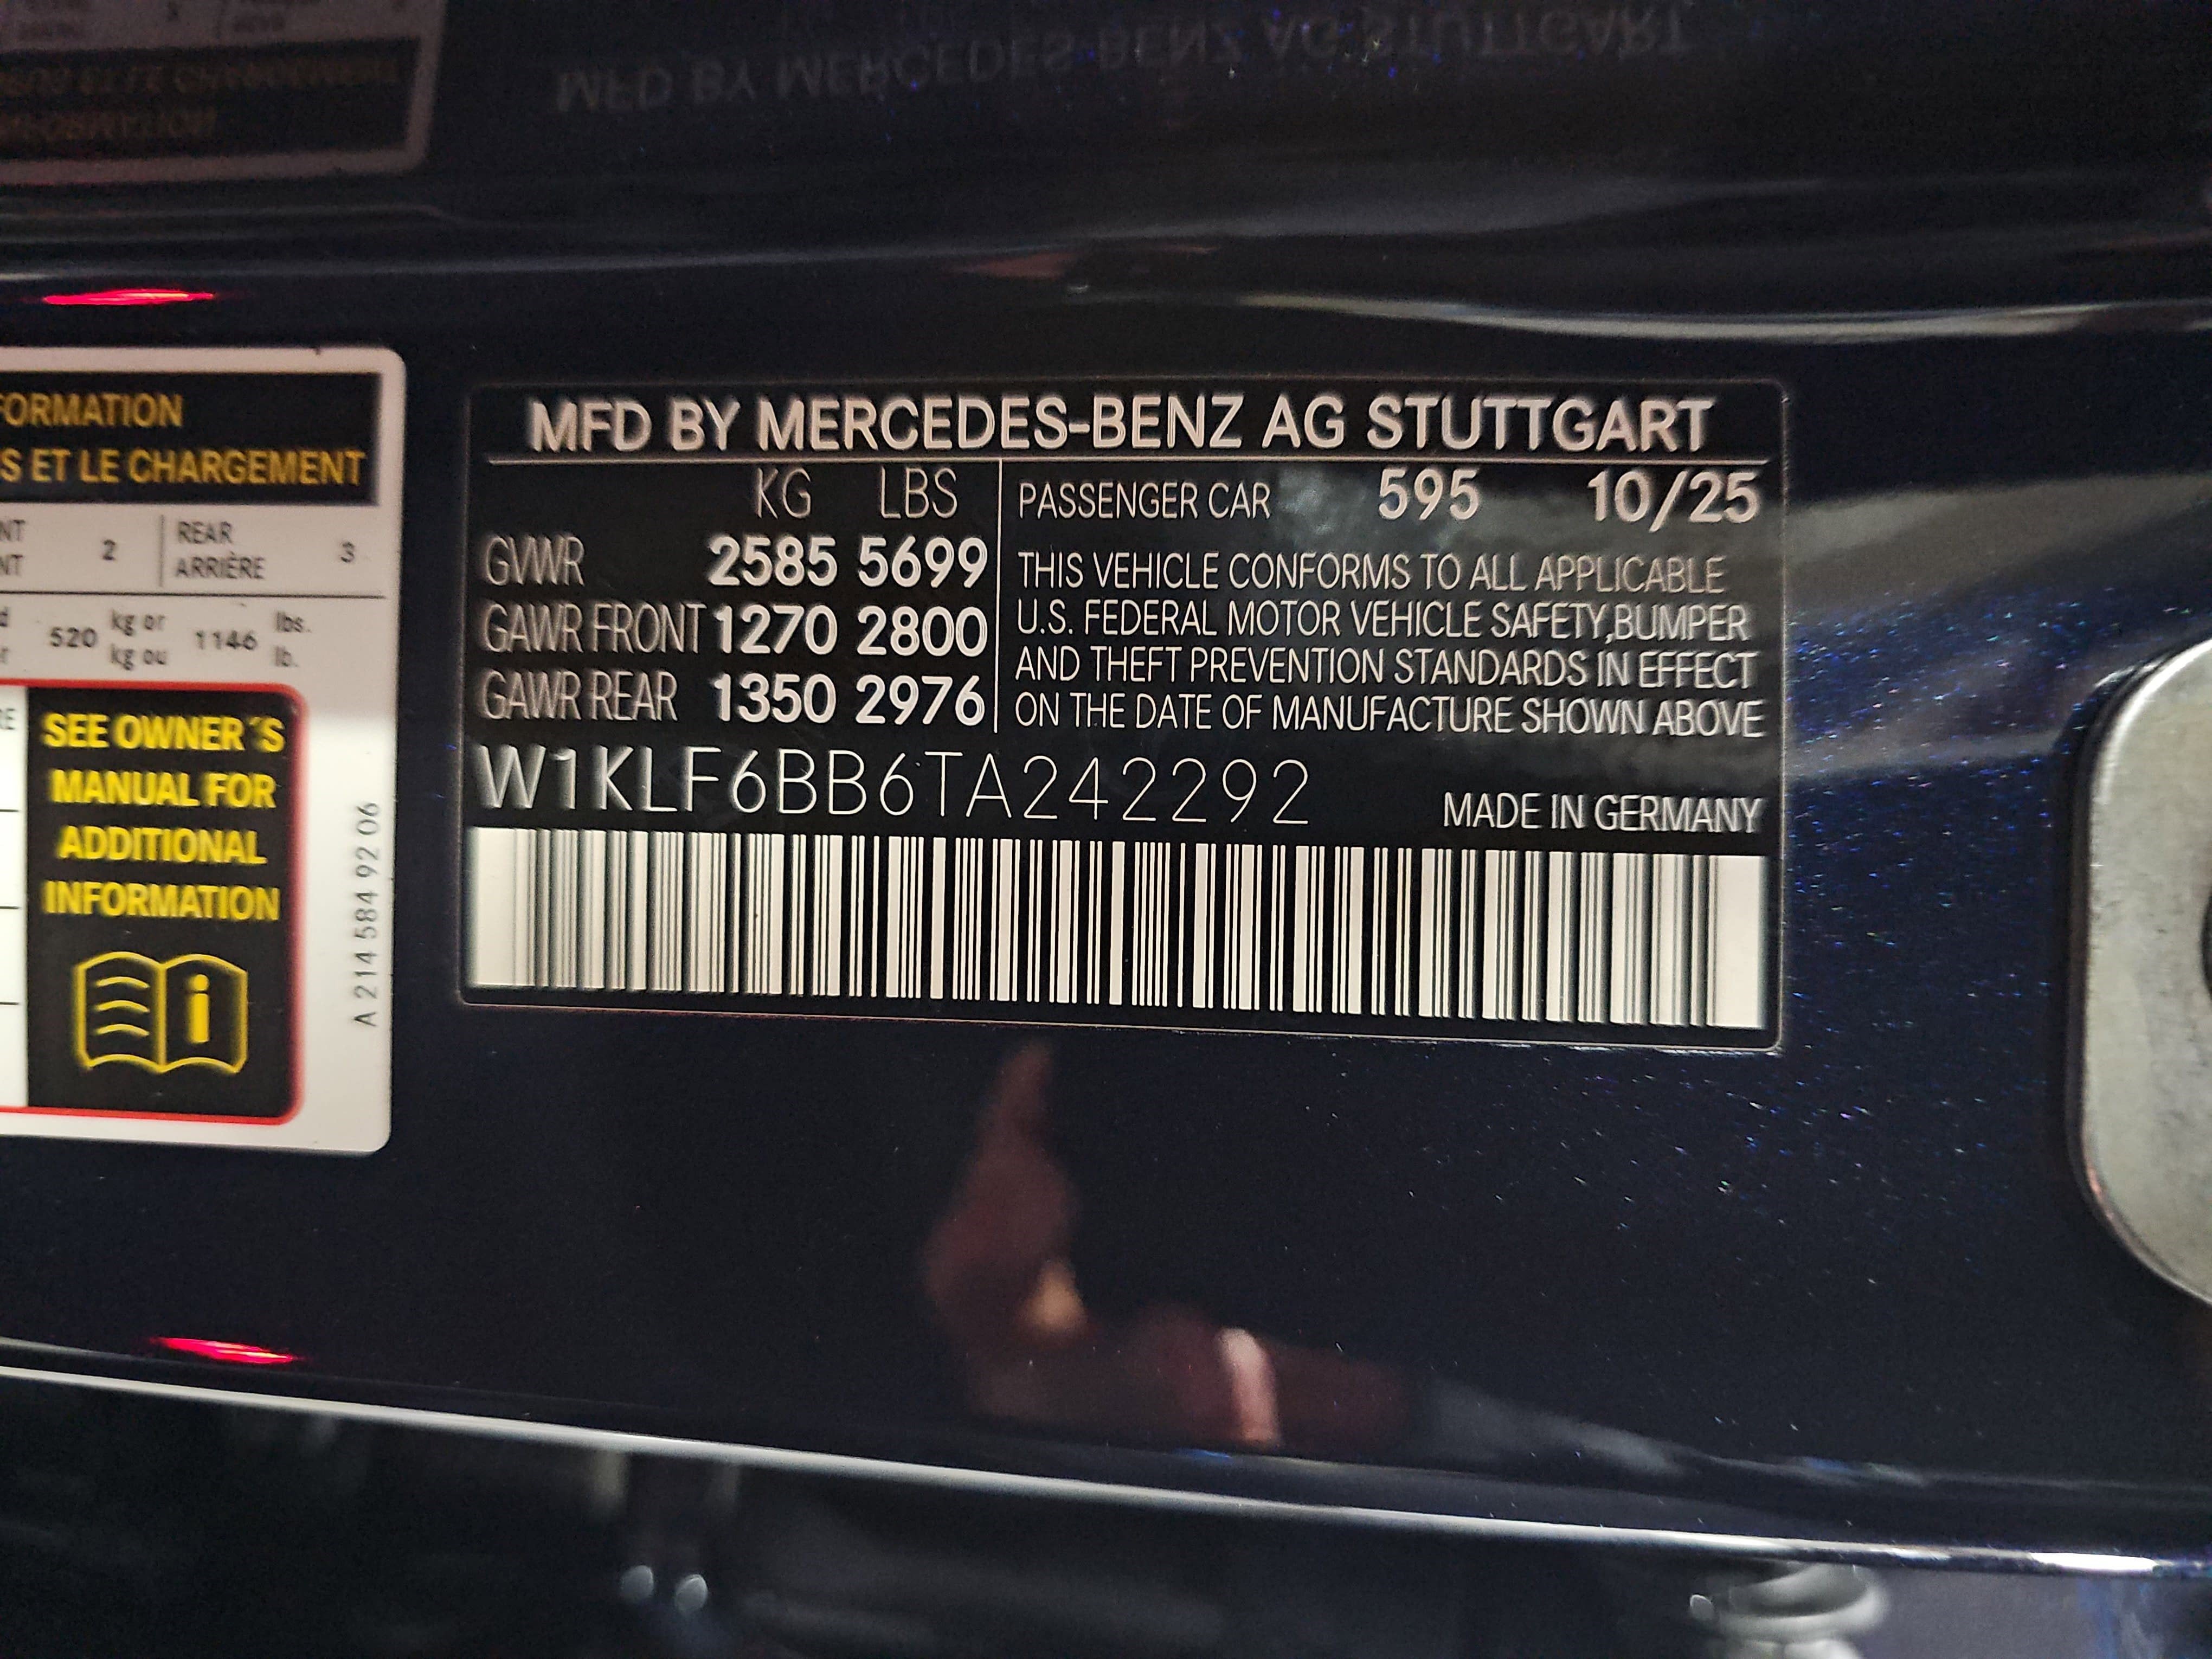 FORMATION
S ET LE CHARGEMENT
NT 2 REAR 3
NT ARRIÈRE
520 kg or 1146 lbs.
kg ou lb.
SEE OWNER´S
MANUAL FOR
ADDITIONAL
INFORMATION
i
A 214 584 92 06
MFD BY MERCEDES-BENZ AG STUTTGART
KG LBS
GVWR 2585 5699
GAWR FRONT 1270 2800
GAWR REAR 1350 2976
PASSENGER CAR 595 10/25
THIS VEHICLE CONFORMS TO ALL APPLICABLE
U.S. FEDERAL MOTOR VEHICLE SAFETY,BUMPER
AND THEFT PREVENTION STANDARDS IN EFFECT
ON THE DATE OF MANUFACTURE SHOWN ABOVE
W1KLF6BB6TA242292
MADE IN GERMANY